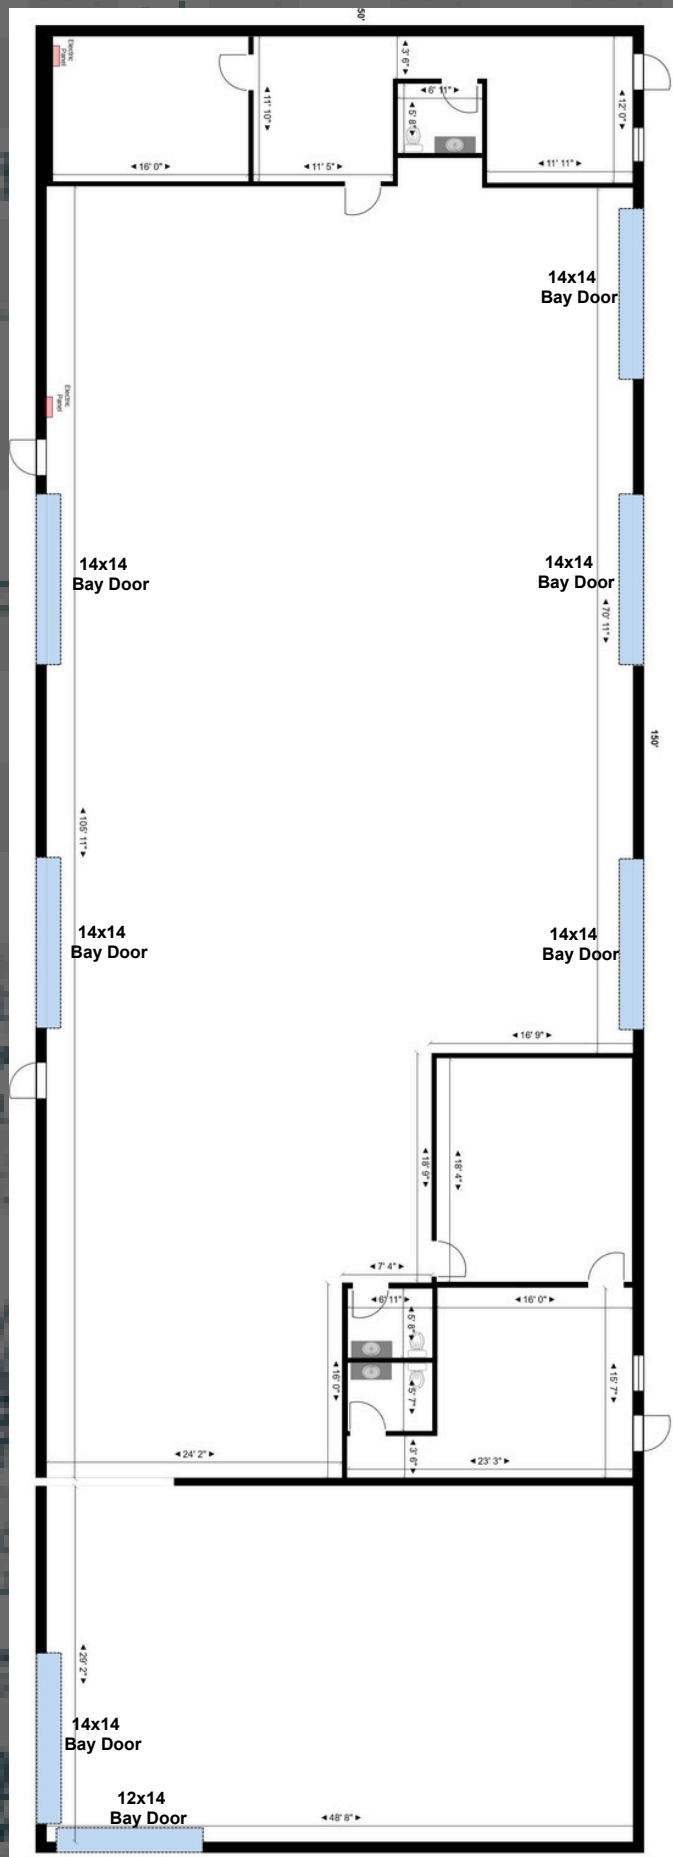 50'
Electric
Panel
◄ 3' 6" ►
◄ 6' 11" ►
◄ 11' 10" ►
◄ 5' 8" ►
◄ 12' 0" ►
◄ 16' 0" ►
◄ 11' 5" ►
◄ 11' 11" ►
14x14
Bay Door
Electric
Panel
14x14
Bay Door
14x14
Bay Door
◄ 70' 11" ►
150'
◄ 105' 11" ►
14x14
Bay Door
14x14
Bay Door
◄ 16' 9" ►
◄ 18' 9" ►
◄ 18' 4" ►
◄ 7' 4" ►
◄ 6' 11" ►
◄ 16' 0" ►
◄ 5' 8" ►
◄ 16' 0" ►
◄ 5' 7" ►
◄ 15' 7" ►
◄ 24' 2" ►
◄ 3' 6" ►
◄ 23' 3" ►
◄ 29' 2" ►
14x14
Bay Door
12x14
Bay Door
◄ 48' 8" ►